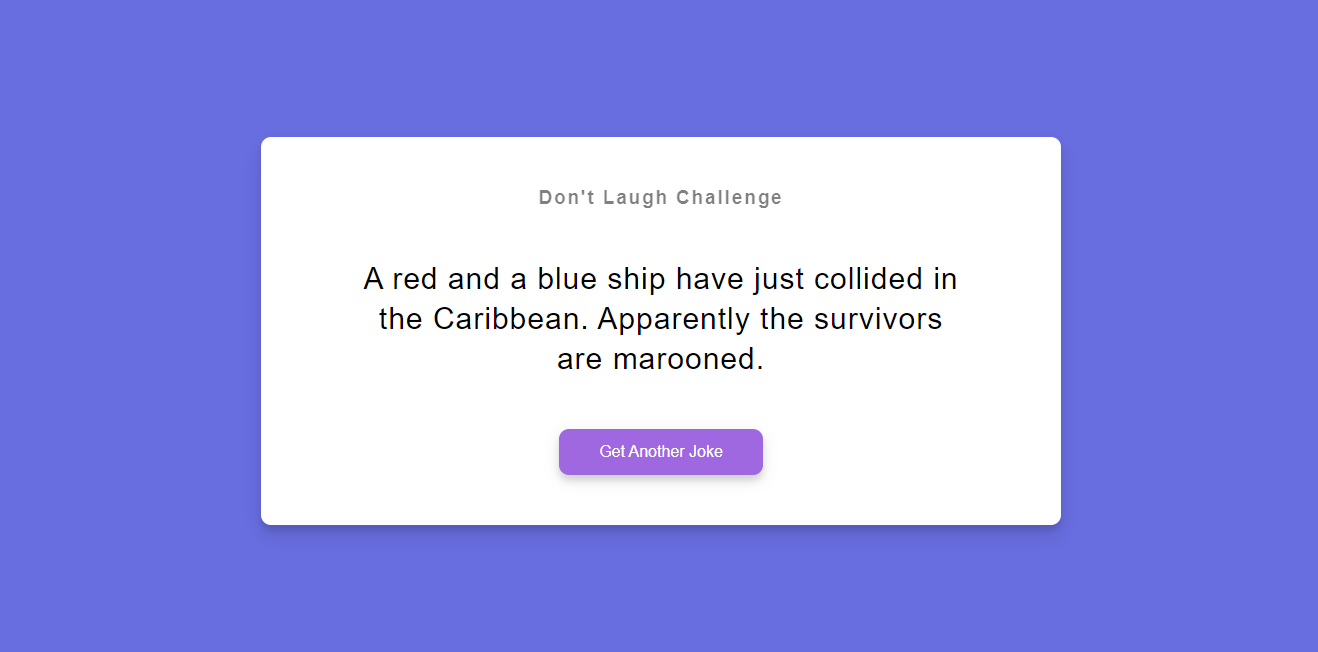 Don't Laugh Challenge
A red and a blue ship have just collided in
the Caribbean. Apparently the survivors
are marooned.
Get Another Joke